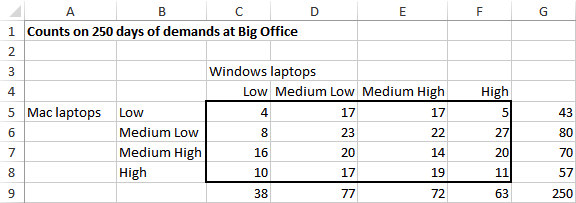 A B C D E F G
1 Counts on 250 days of demands at Big Office
2
3 Windows laptops
4 Low Medium Low Medium High High
5 Mac laptops Low 4 17 17 5 43
6 Medium Low 8 23 22 27 80
7 Medium High 16 20 14 20 70
8 High 10 17 19 11 57
9 38 77 72 63 250